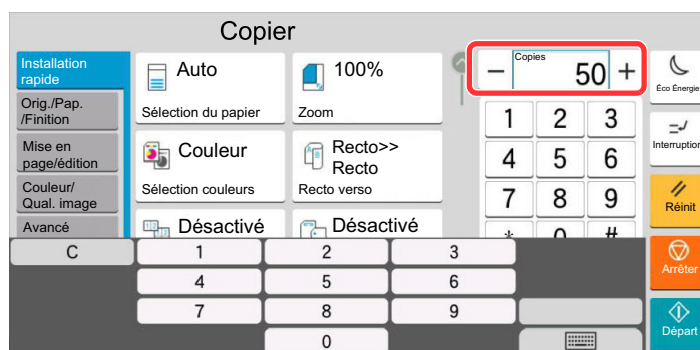 Copier
Installation
rapide
Orig./Pap.
/Finition
Mise en
page/édition
Couleur/
Qual. image
Avancé
Auto
Sélection du papier
100%
Zoom
Couleur
Sélection couleurs
Recto>>
Recto
Recto verso
Désactivé
Désactivé
Copies
− 50 +
1 2 3
4 5 6
7 8 9
* 0 #
Éco Énergie
Interruption
Réinit
Arrêter
Départ
C 1 2 3
4 5 6
7 8 9
0